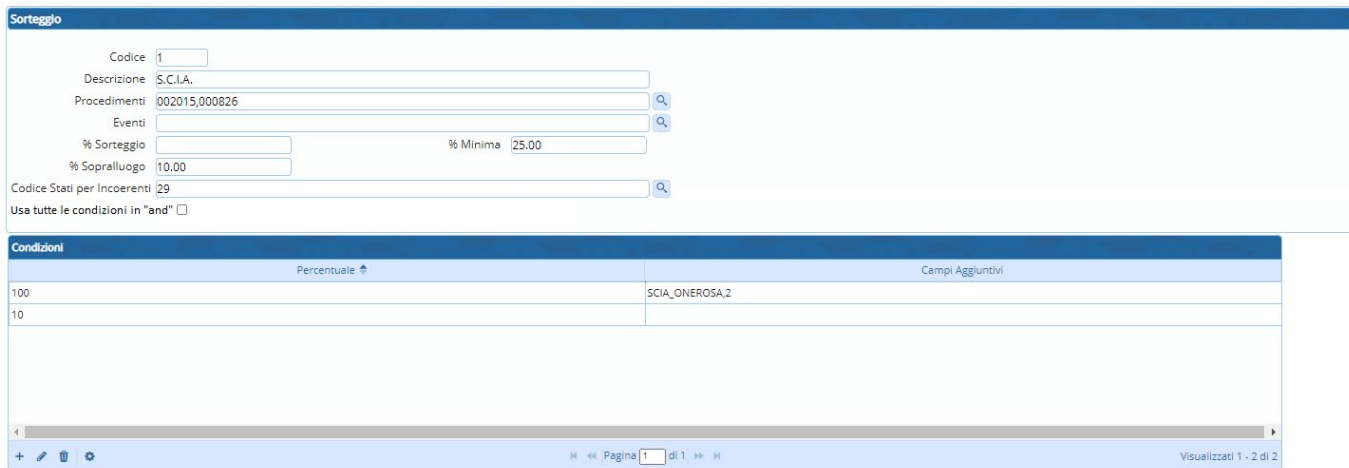 Sorteggio
Codice 1
Descrizione S.C.I.A.
Procedimenti 002015,000826
Eventi
% Sorteggio % Minima 25.00
% Sopralluogo 10.00
Codice Stati per Incoerenti 29
Usa tutte le condizioni in "and"
Condizioni
Percentuale Campi Aggiuntivi
100 SCIA_ONEROSA,2
10
Pagina 1 di 1 Visualizzati 1 - 2 di 2